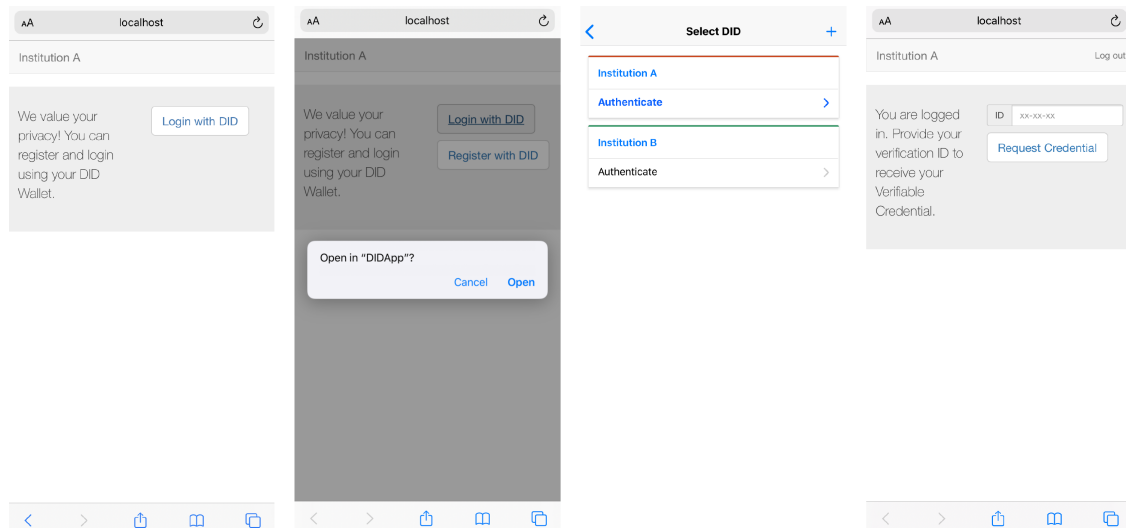 AA localhost
Institution A
We value your
privacy! You can
register and login
using your DID
Wallet.
Login with DID
AA localhost
Institution A
We value your
privacy! You can
register and login
using your DID
Wallet.
Login with DID
Register with DID
Open in “DIDApp”?
Cancel Open
Select DID +
Institution A
Authenticate
Institution B
Authenticate
AA localhost
Institution A Log out
You are logged
in. Provide your
verification ID to
receive your
Verifiable
Credential.
ID xx-xx-xx
Request Credential